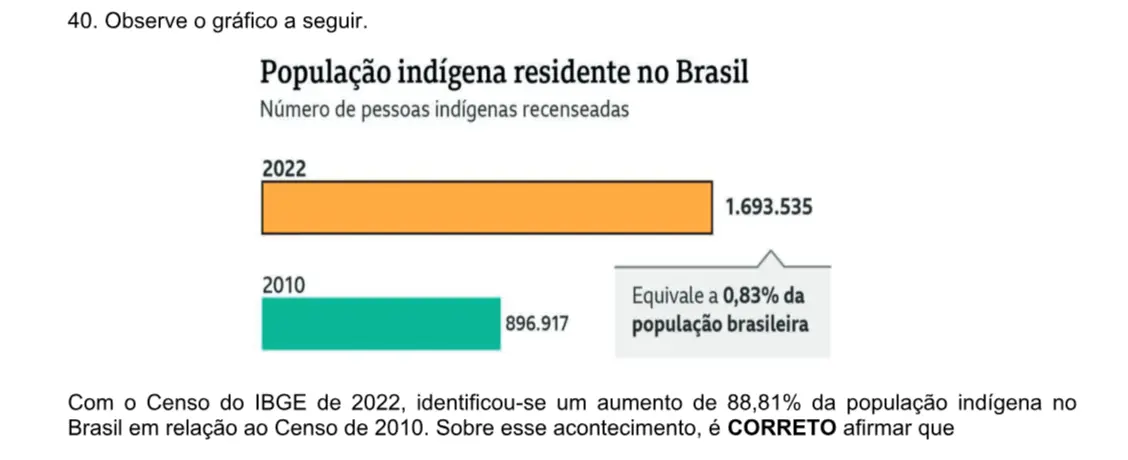 40. Observe o gráfico a seguir.
População indígena residente no Brasil
Número de pessoas indígenas recenseadas
2022
1.693.535
2010
896.917
Equivale a 0,83% da
população brasileira
Com o Censo do IBGE de 2022, identificou-se um aumento de 88,81% da população indígena no
Brasil em relação ao Censo de 2010. Sobre esse acontecimento, é CORRETO afirmar que